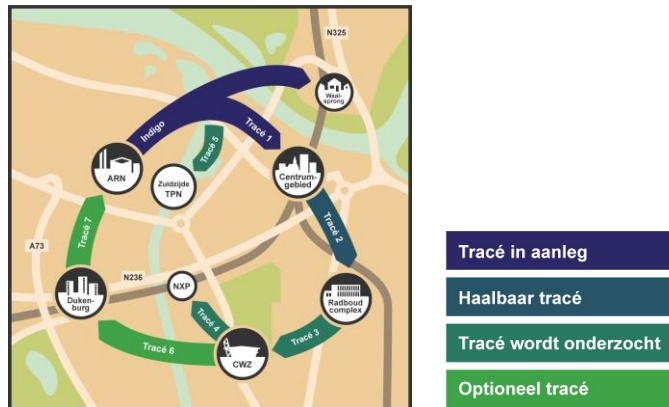 N325
Waal-
sprong
Indigo
Tracé 1
Tracé 5
ARN
Zuidzijde
TPN
Centrum-
gebied
Tracé 2
Tracé 7
A73
N236
NXP
Duken-
burg
Radboud
complex
Tracé 4
Tracé 3
Tracé 6
CWZ
Tracé in aanleg
Haalbaar tracé
Tracé wordt onderzocht
Optioneel tracé